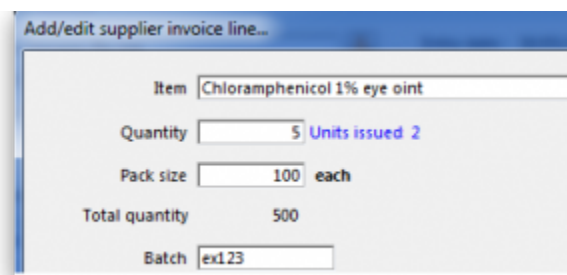 Add/edit supplier invoice line...
Item Chloramphenicol 1% eye oint
Quantity 5 Units issued 2
Pack size 100 each
Total quantity 500
Batch ex123